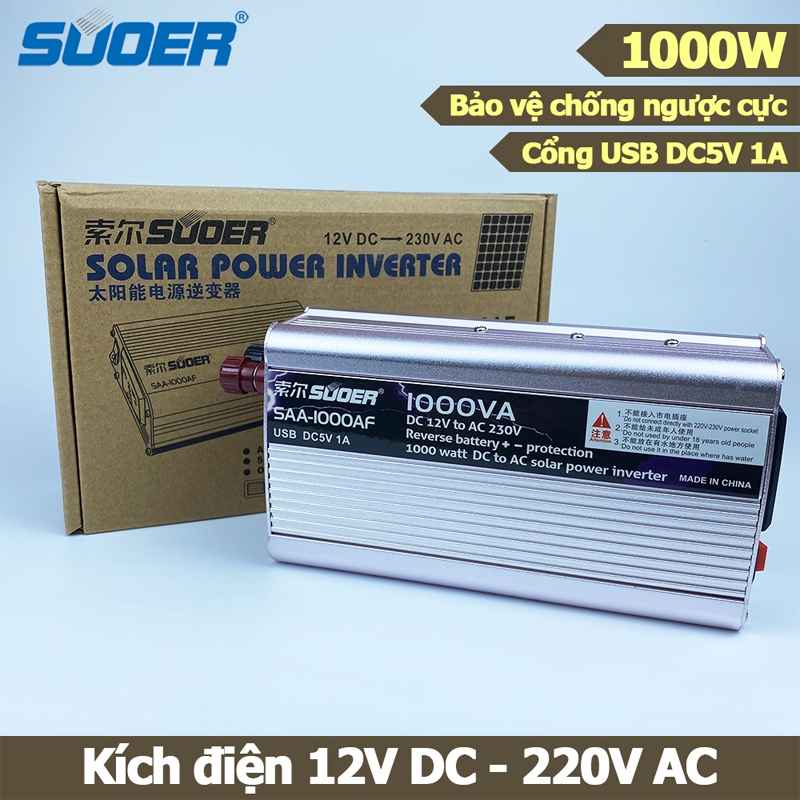 SUOER®
1000W
Bảo vệ chống ngược cực
Cổng USB DC5V 1A
索尔SUOER®
12V DC→230V AC
SOLAR POWER INVERTER
太阳能电源逆变器
索尔SUOER
SAA-1000AF
索尔SUOER®
SAA-1000AF
USB DC5V 1A
1000VA
DC 12V to AC 230V
Reverse battery + − protection
1000 watt DC to AC solar power inverter
注意
1.不能接入市电插座
Do not connect directly with 220V-230V power socket
2.不能给未成年人使用
Do not used by under 18 years old people
3.不能放在有水地方使用
Do not use it in the place where has water
MADE IN CHINA
Kích điện 12V DC - 220V AC